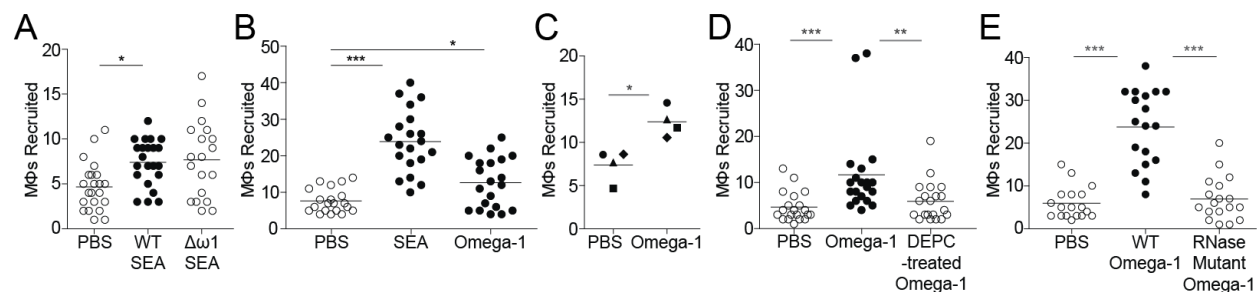 A
MΦs Recruited
20
15
10
5
0
*
PBS
WT
SEA
Δω1
SEA
B
MΦs Recruited
50
40
30
20
10
0
***
*
PBS
SEA
Omega-1
C
MΦs Recruited
20
15
10
5
0
*
PBS
Omega-1
D
MΦs Recruited
40
30
20
10
0
***
**
PBS
Omega-1
DEPC
-treated
Omega-1
E
MΦs Recruited
40
30
20
10
0
***
***
PBS
WT
Omega-1
RNase
Mutant
Omega-1